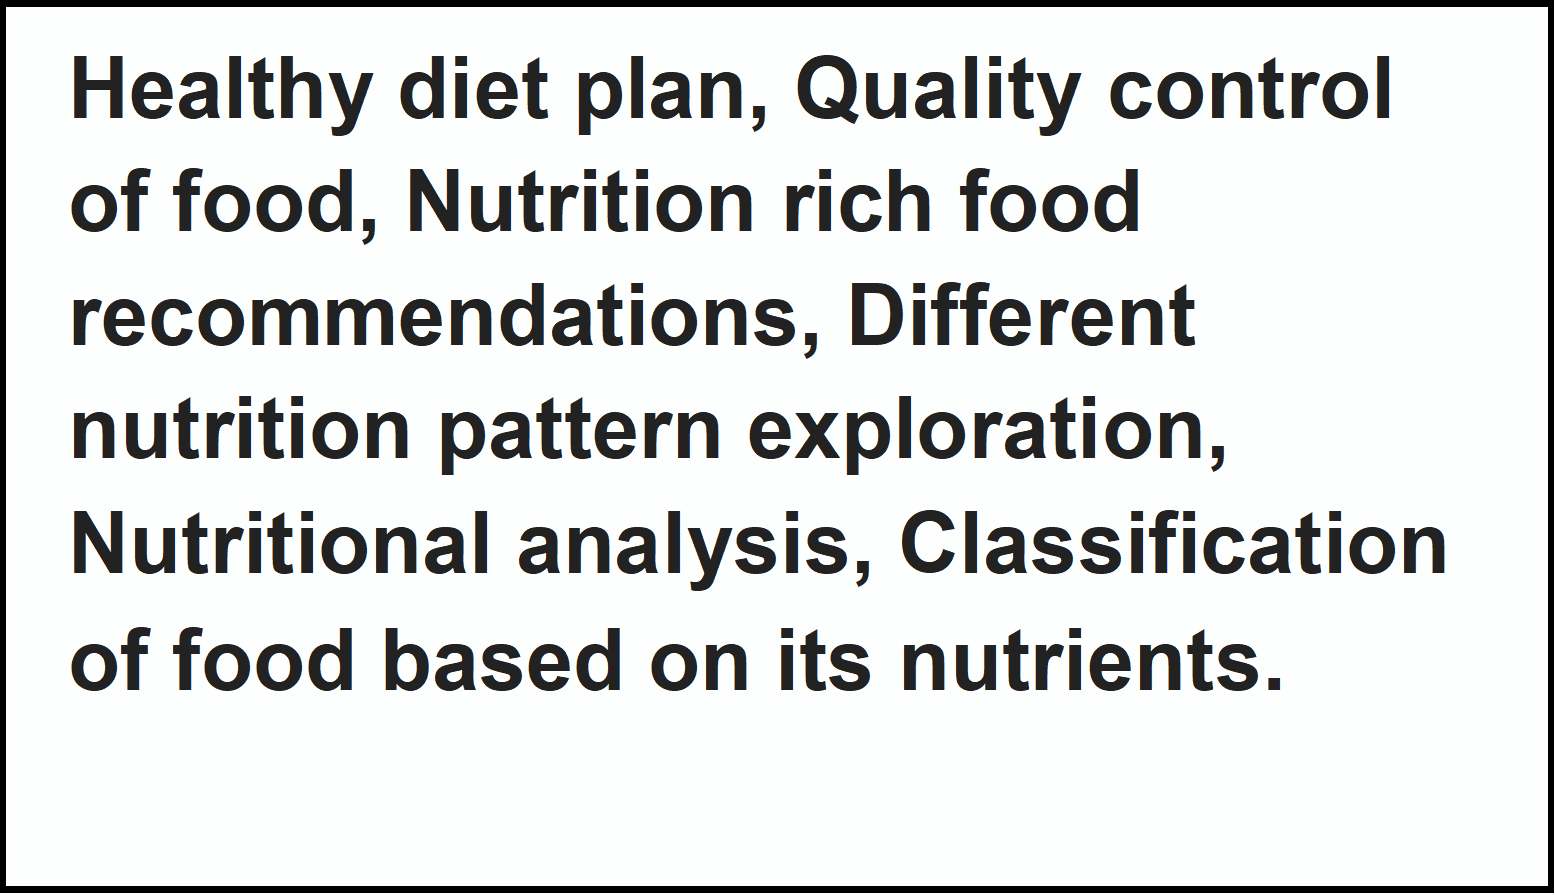 Healthy diet plan, Quality control
of food, Nutrition rich food
recommendations, Different
nutrition pattern exploration,
Nutritional analysis, Classification
of food based on its nutrients.